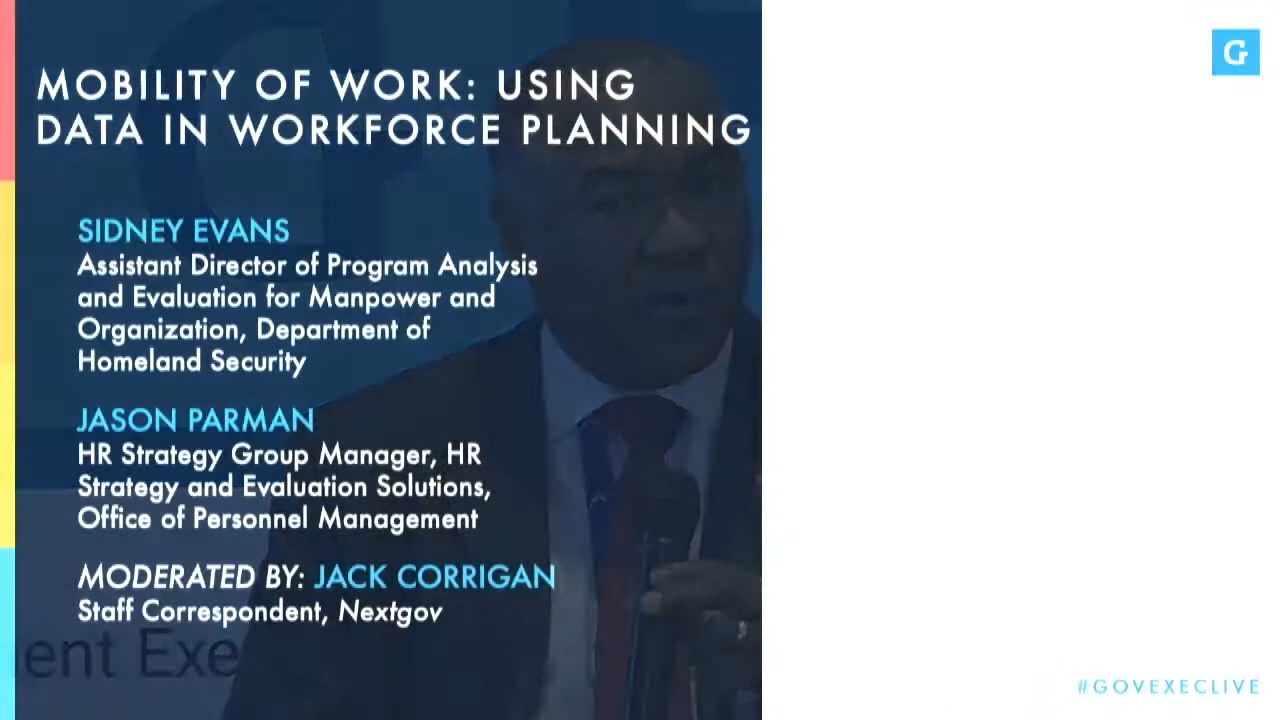 G
MOBILITY OF WORK: USING
DATA IN WORKFORCE PLANNING
SIDNEY EVANS
Assistant Director of Program Analysis
and Evaluation for Manpower and
Organization, Department of
Homeland Security
JASON PARMAN
HR Strategy Group Manager, HR
Strategy and Evaluation Solutions,
Office of Personnel Management
MODERATED BY: JACK CORRIGAN
Staff Correspondent, Nextgov
ent Exe
#GOVEXECLIVE